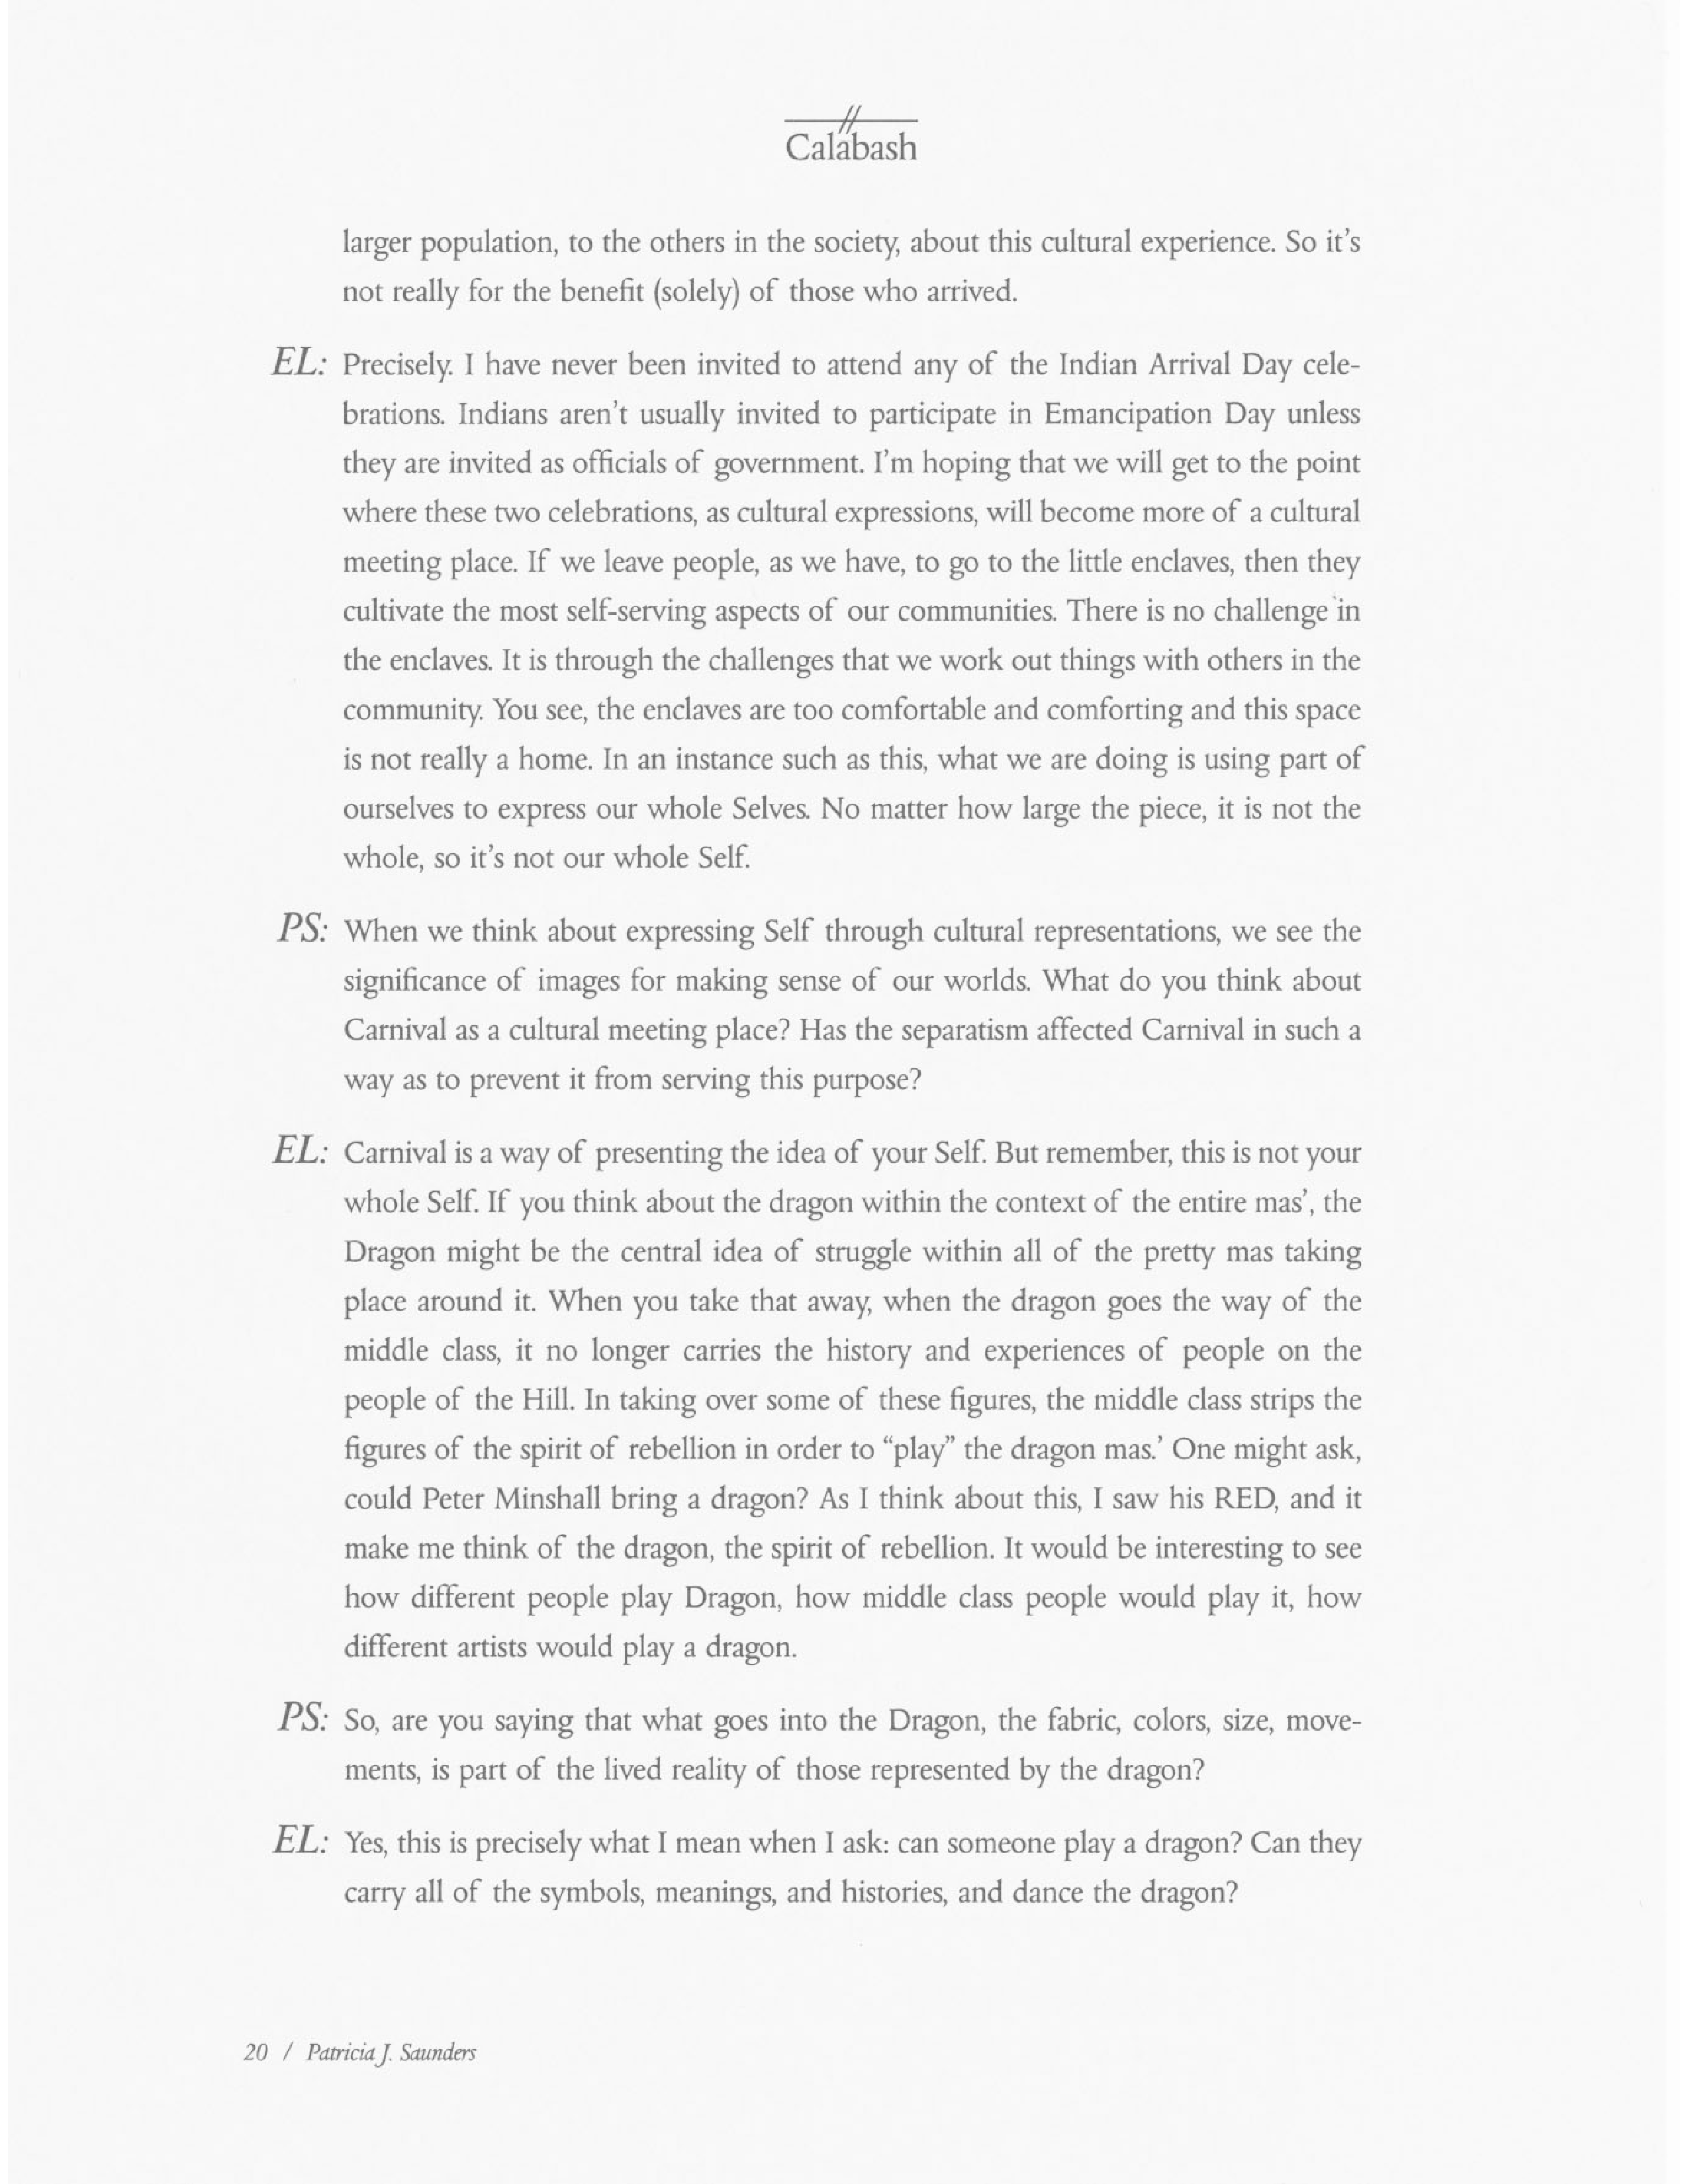 Calabash
larger population, to the others in the society, about this cultural experience. So it's
not really for the benefit (solely) of those who arrived.
EL: Precisely. I have never been invited to attend any of the Indian Arrival Day cele-
brations. Indians aren't usually invited to participate in Emancipation Day unless
they are invited as officials of government. I'm hoping that we will get to the point
where these two celebrations, as cultural expressions, will become more of a cultural
meeting place. If we leave people, as we have, to go to the little enclaves, then they
cultivate the most self-serving aspects of our communities. There is no challenge in
the enclaves. It is through the challenges that we work out things with others in the
community. You see, the enclaves are too comfortable and comforting and this space
is not really a home. In an instance such as this, what we are doing is using part of
ourselves to express our whole Selves. No matter how large the piece, it is not the
whole, so it's not our whole Self.
PS: When we think about expressing Self through cultural representations, we see the
significance of images for making sense of our worlds. What do you think about
Carnival as a cultural meeting place? Has the separatism affected Carnival in such a
way as to prevent it from serving this purpose?
EL: Carnival is a way of presenting the idea of your Self. But remember, this is not your
whole Self. If you think about the dragon within the context of the entire mas', the
Dragon might be the central idea of struggle within all of the pretty mas taking
place around it. When you take that away, when the dragon goes the way of the
middle class, it no longer carries the history and experiences of people on the
people of the Hill. In taking over some of these figures, the middle class strips the
figures of the spirit of rebellion in order to “play” the dragon mas.' One might ask,
could Peter Minshall bring a dragon? As I think about this, I saw his RED, and it
make me think of the dragon, the spirit of rebellion. It would be interesting to see
how different people play Dragon, how middle class people would play it, how
different artists would play a dragon.
PS: So, are you saying that what goes into the Dragon, the fabric, colors, size, move-
ments, is part of the lived reality of those represented by the dragon?
EL: Yes, this is precisely what I mean when I ask: can someone play a dragon? Can they
carry all of the symbols, meanings, and histories, and dance the dragon?
20 / Patricia J. Saunders